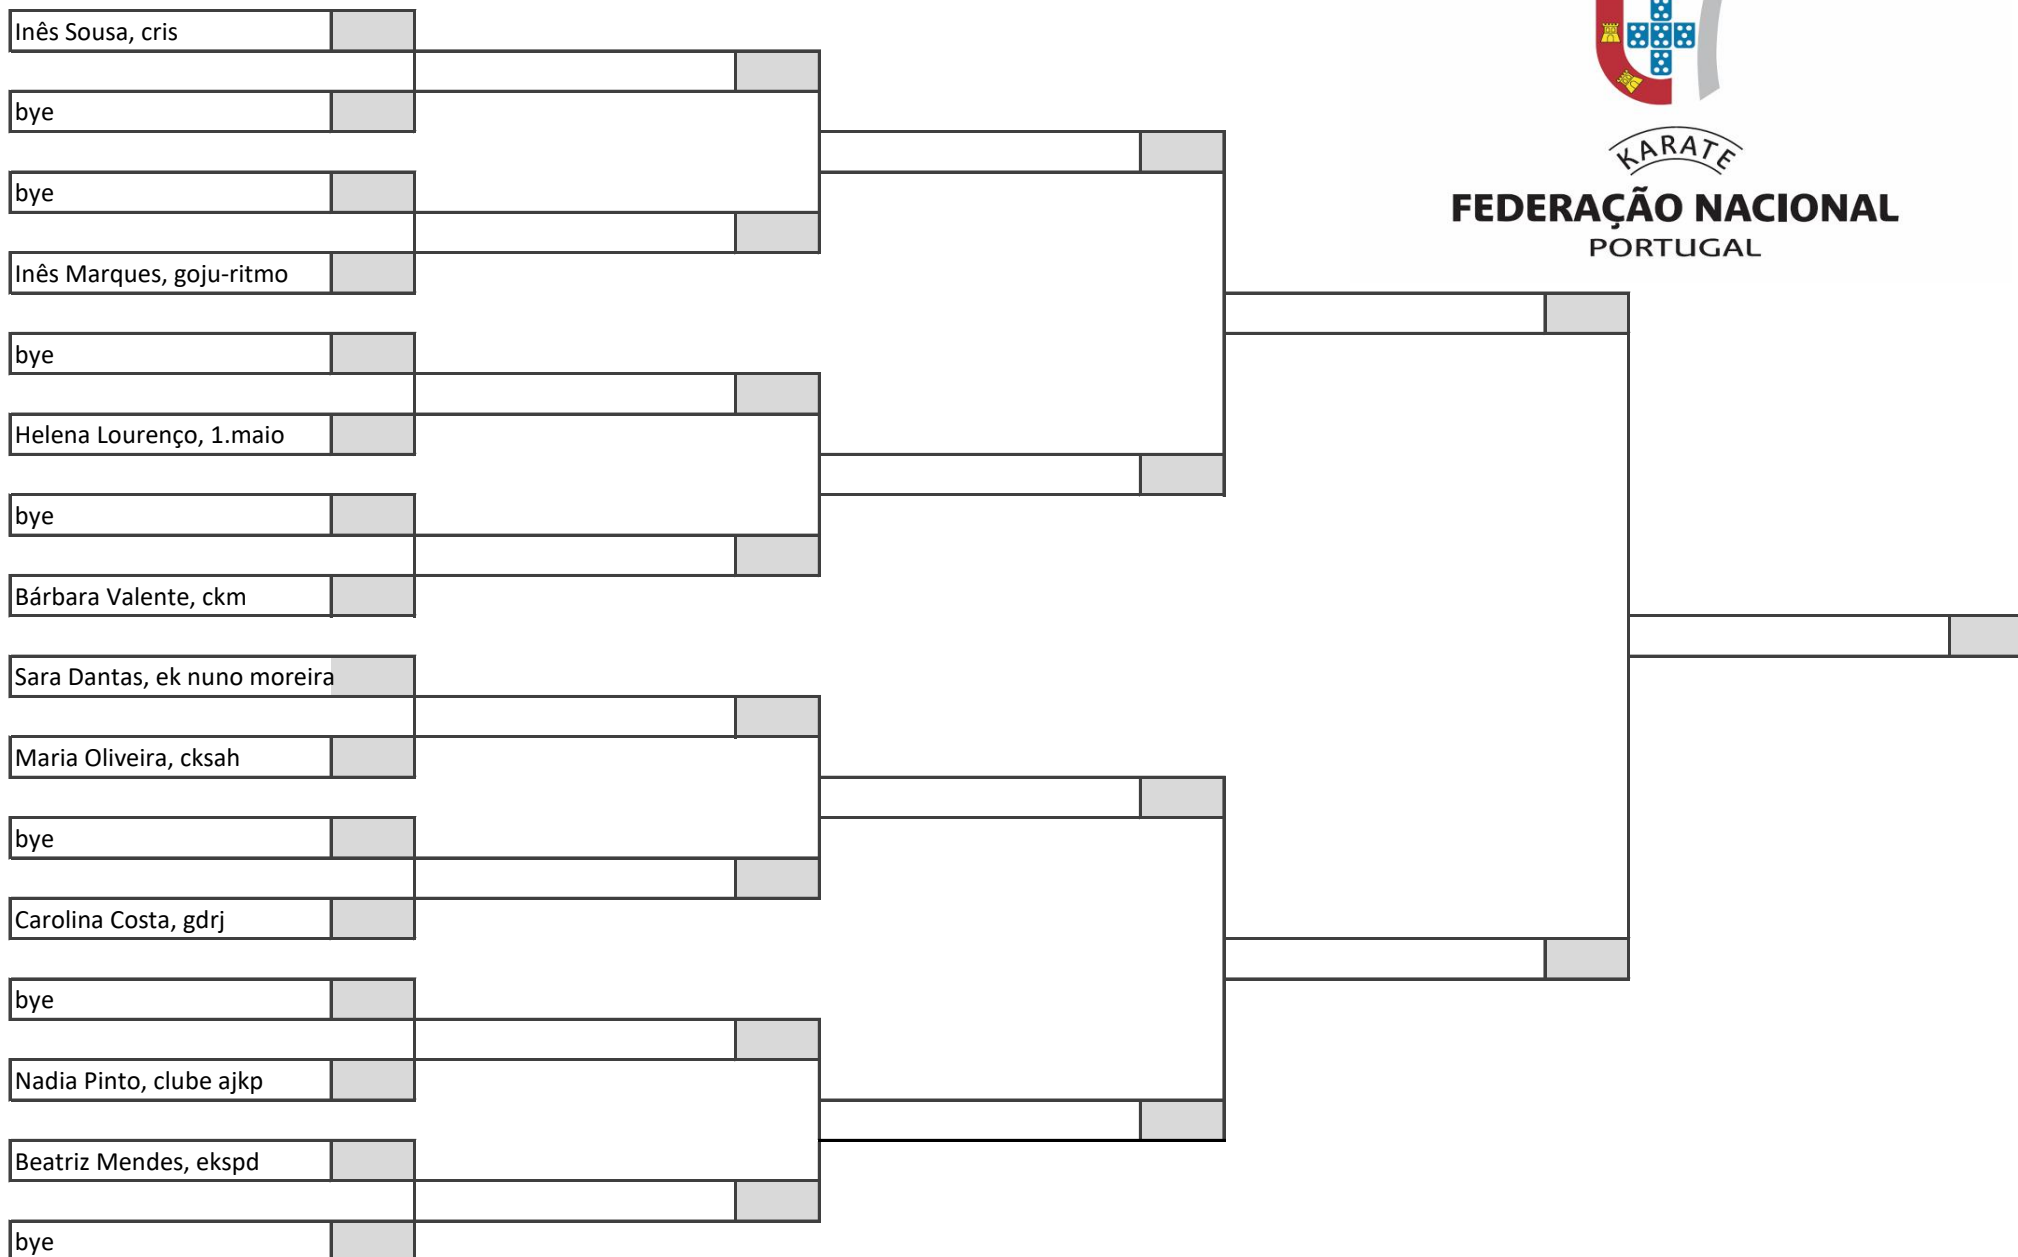 Inês Sousa, cris
bye
bye
Inês Marques, goju-ritmo
bye
Helena Lourenço, 1.maio
bye
Bárbara Valente, ckm
Sara Dantas, ek nuno moreira
Maria Oliveira, cksah
bye
Carolina Costa, gdrj
bye
Nadia Pinto, clube ajkp
Beatriz Mendes, ekspd
bye
KARATE
FEDERAÇÃO NACIONAL
PORTUGAL